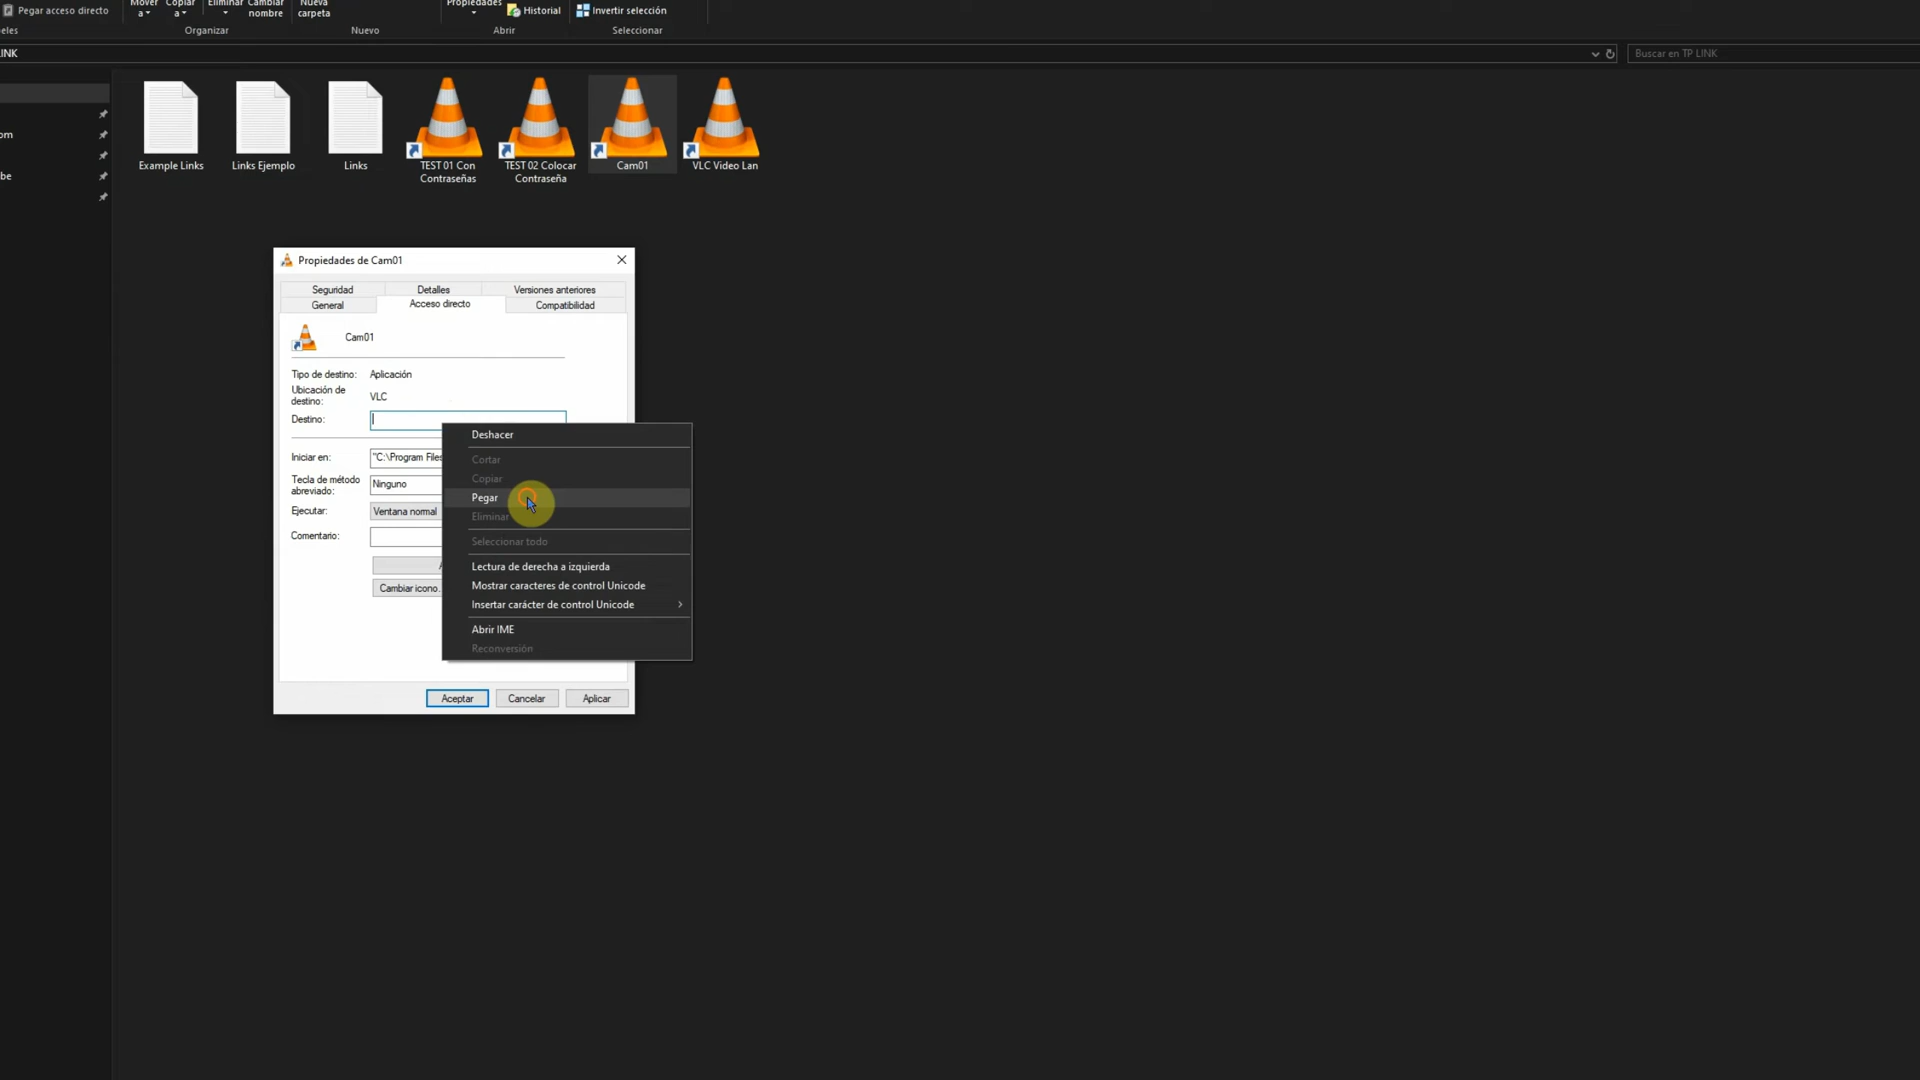 Pegar acceso directo
Mover
a
Copiar
a
Eliminar
Cambiar
nombre
Nueva
carpeta
Propiedades
Historial
Invertir selección
eles
Organizar
Nuevo
Abrir
Seleccionar
INK
Buscar en TP LINK
om
be
Example Links
Links Ejemplo
Links
TEST 01 Con
Contraseñas
TEST 02 Colocar
Contraseña
Cam01
VLC Video Lan
Propiedades de Cam01
Seguridad
Detalles
Versiones anteriores
General
Acceso directo
Compatibilidad
Cam01
Tipo de destino:
Aplicación
Ubicación de
destino:
VLC
Destino:
Iniciar en:
"C:\Program Files
Tecla de método
abreviado:
Ninguno
Ejecutar:
Ventana normal
Comentario:
Cambiar icono.
Deshacer
Cortar
Copiar
Pegar
Eliminar
Seleccionar todo
Lectura de derecha a izquierda
Mostrar caracteres de control Unicode
Insertar carácter de control Unicode
Abrir IME
Reconversión
Aceptar
Cancelar
Aplicar